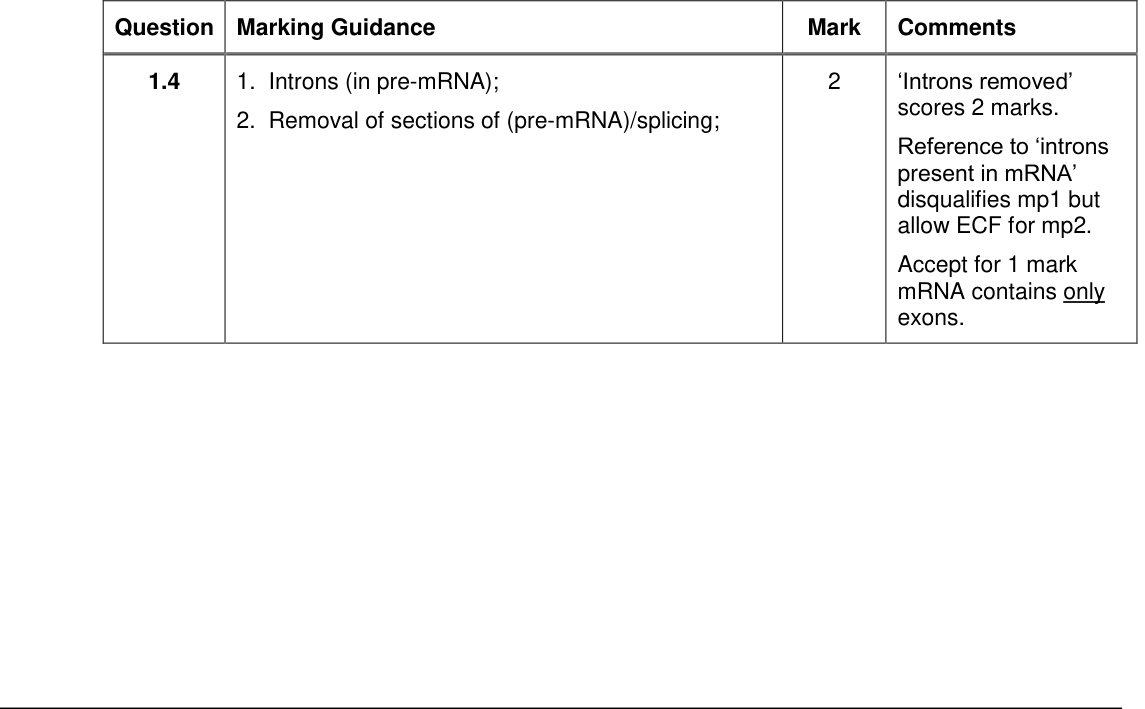 Question Marking Guidance Mark Comments
1.4 1. Introns (in pre-mRNA); 2 ‘Introns removed’
scores 2 marks.
2. Removal of sections of (pre-mRNA)/splicing;
Reference to ‘introns
present in mRNA’
disqualifies mp1 but
allow ECF for mp2.
Accept for 1 mark
mRNA contains only
exons.